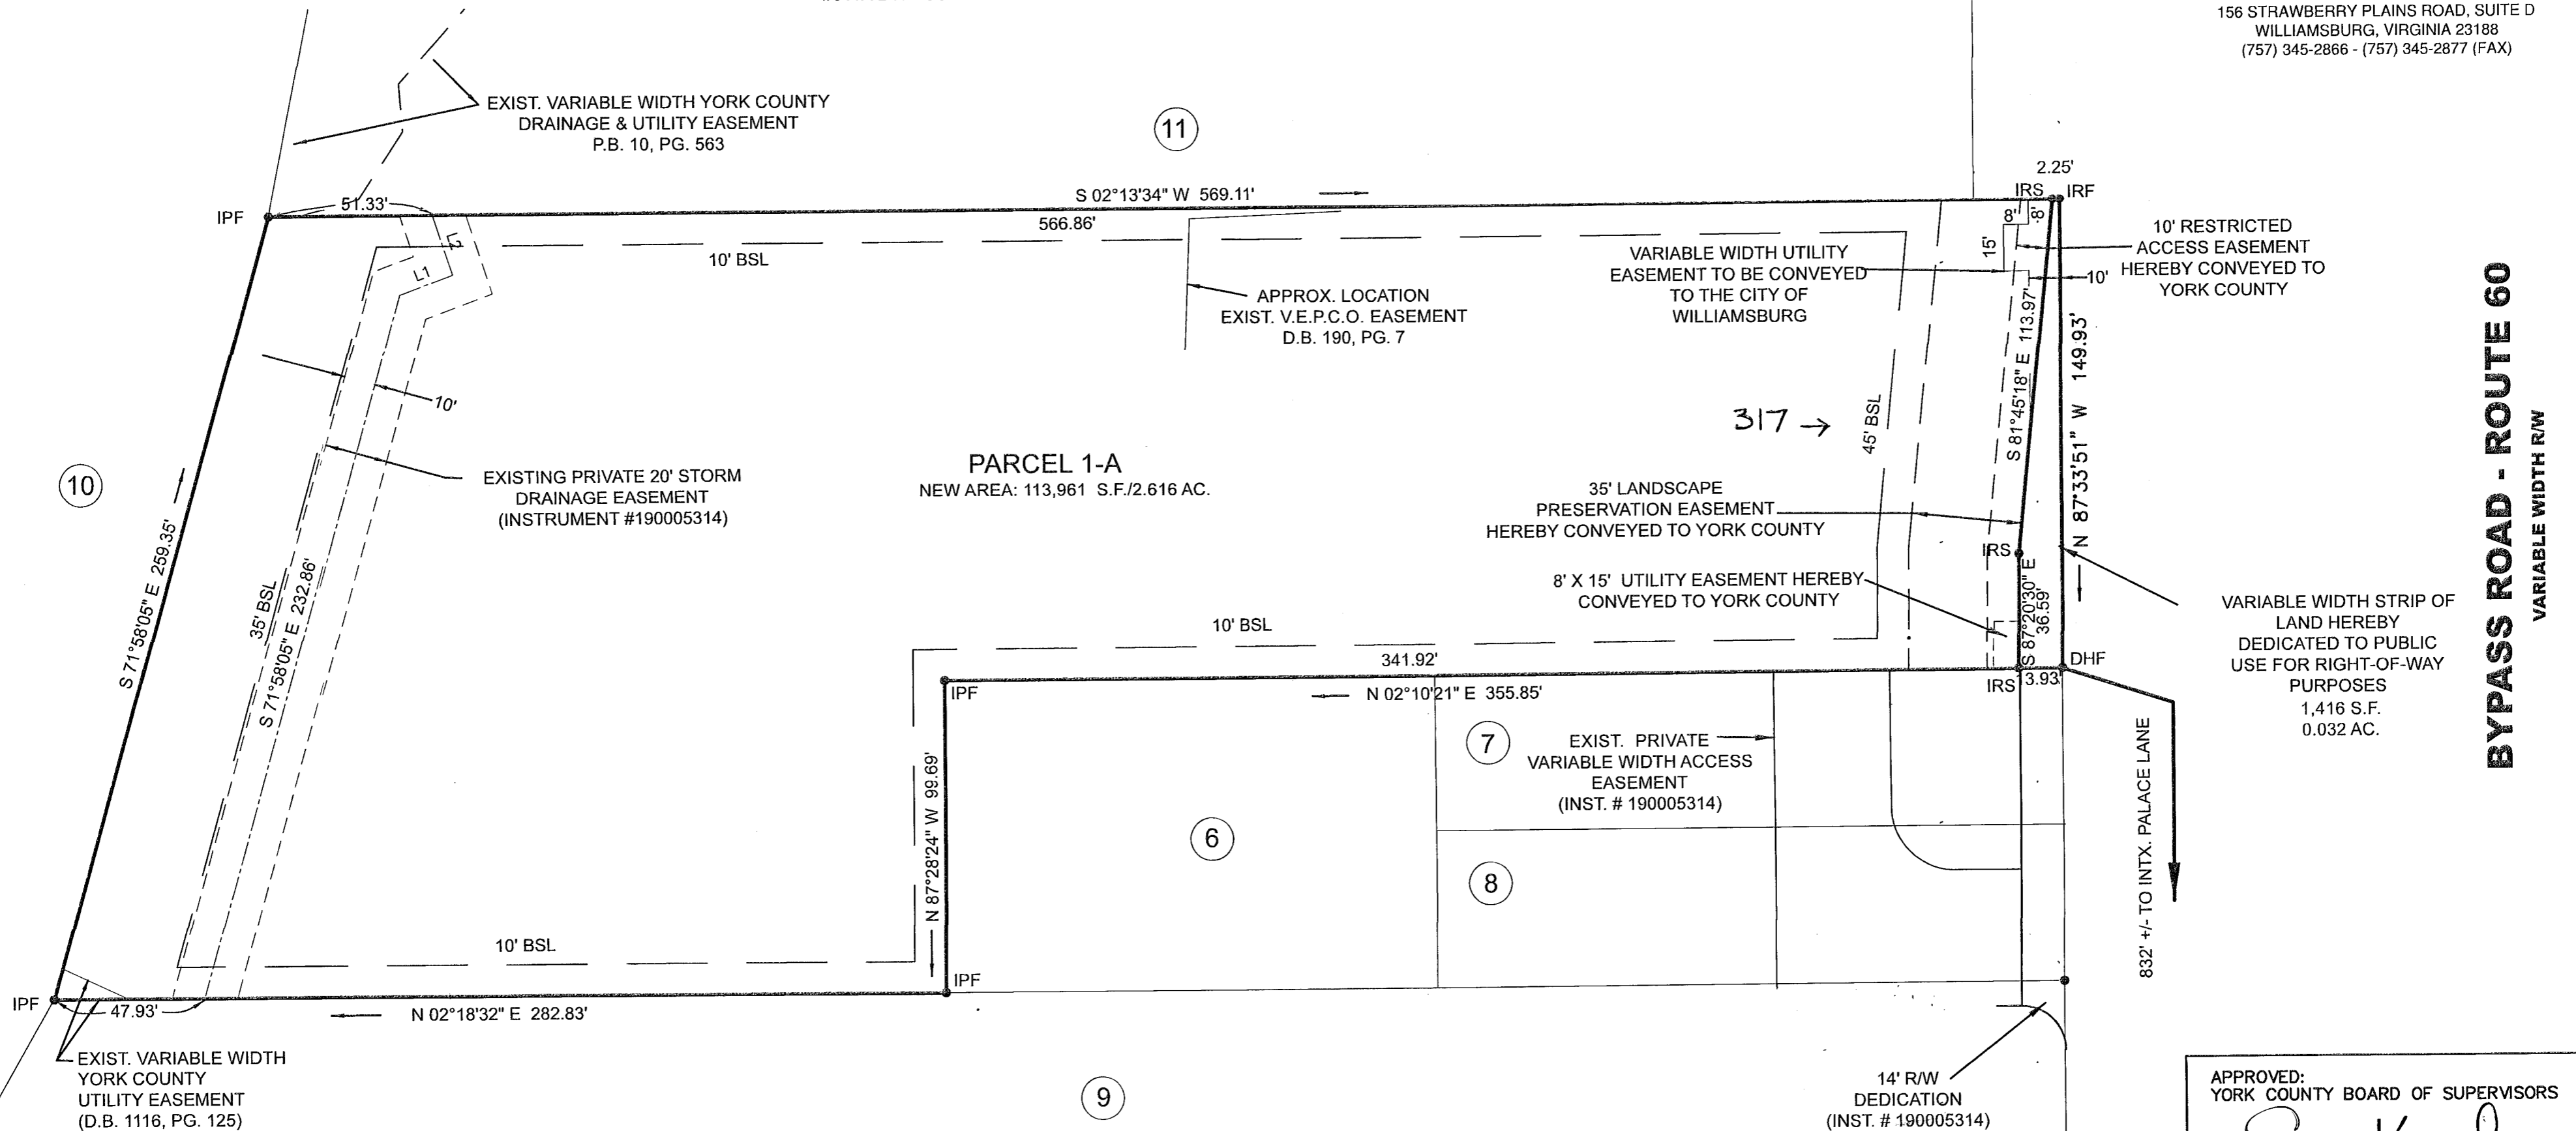 156 STRAWBERRY PLAINS ROAD, SUITE D
WILLIAMSBURG, VIRGINIA 23188
(757) 345-2866 - (757) 345-2877 (FAX)
EXIST. VARIABLE WIDTH YORK COUNTY
DRAINAGE & UTILITY EASEMENT
P.B. 10, PG. 563
11
2.25'
IRS
IRF
S 02°13'34" W 569.11'
566.86'
IPF
51.33'
L2
L1
10' BSL
8'
8'
15'
10'
10' RESTRICTED
ACCESS EASEMENT
HEREBY CONVEYED TO
YORK COUNTY
VARIABLE WIDTH UTILITY
EASEMENT TO BE CONVEYED
TO THE CITY OF
WILLIAMSBURG
APPROX. LOCATION
EXIST. V.E.P.C.O. EASEMENT
D.B. 190, PG. 7
10'
S 81°45'18" E 113.97'
N 87°33'51" W 149.93'
BYPASS ROAD - ROUTE 60
VARIABLE WIDTH R/W
317 →
45' BSL
10
PARCEL 1-A
NEW AREA: 113,961 S.F./2.616 AC.
EXISTING PRIVATE 20' STORM
DRAINAGE EASEMENT
(INSTRUMENT #190005314)
35' LANDSCAPE
PRESERVATION EASEMENT
HEREBY CONVEYED TO YORK COUNTY
IRS
8' X 15' UTILITY EASEMENT HEREBY
CONVEYED TO YORK COUNTY
S 87°20'30" E
36.59'
S 71°58'05" E 259.35'
35' BSL
S 71°58'05" E 232.86'
VARIABLE WIDTH STRIP OF
LAND HEREBY
DEDICATED TO PUBLIC
USE FOR RIGHT-OF-WAY
PURPOSES
1,416 S.F.
0.032 AC.
10' BSL
341.92'
DHF
IPF
N 02°10'21" E 355.85'
IRS
13.93'
7
EXIST. PRIVATE
VARIABLE WIDTH ACCESS
EASEMENT
(INST. # 190005314)
N 87°28'24" W 99.69'
6
8
832' +/- TO INTX. PALACE LANE
10' BSL
IPF
IPF
47.93'
N 02°18'32" E 282.83'
EXIST. VARIABLE WIDTH
YORK COUNTY
UTILITY EASEMENT
(D.B. 1116, PG. 125)
9
14' R/W
DEDICATION
(INST. # 190005314)
APPROVED:
YORK COUNTY BOARD OF SUPERVISORS